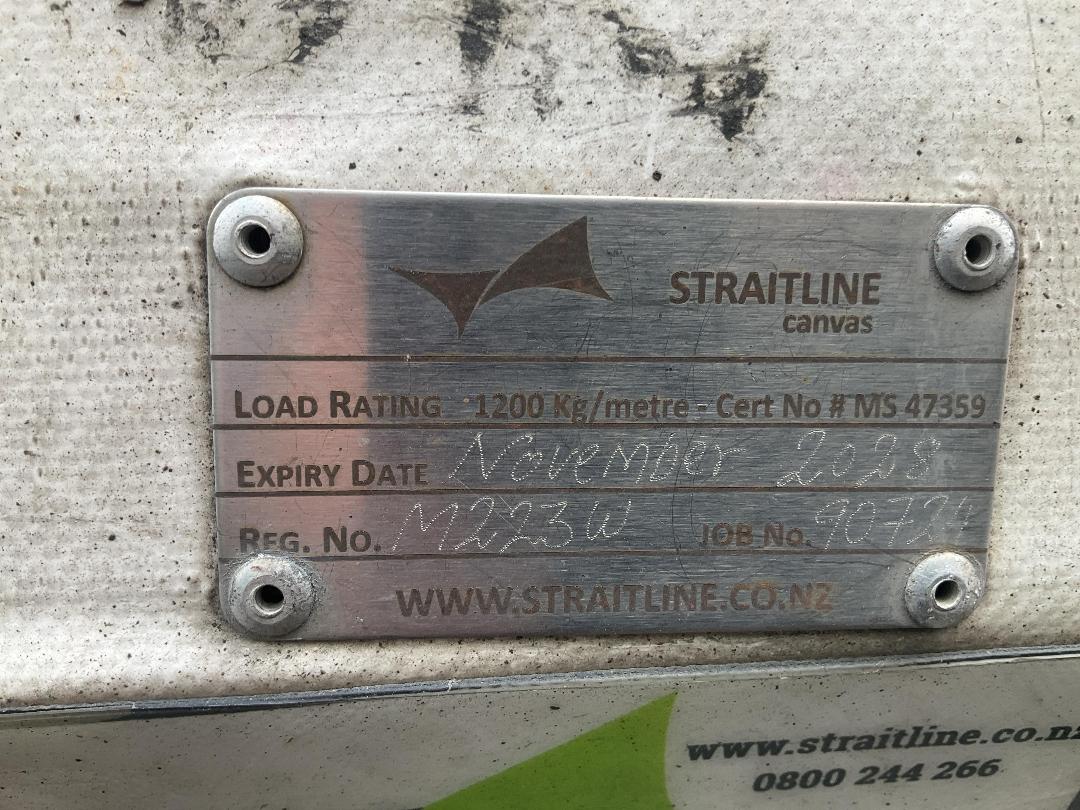 STRAITLINE
canvas
LOAD RATING 1200 Kg/metre - Cert No # MS 47359
EXPIRY DATE November 2028
REG. NO. M223W JOB No. 90724
WWW.STRAITLINE.CO.NZ
www.straitline.co.nz
0800 244 266